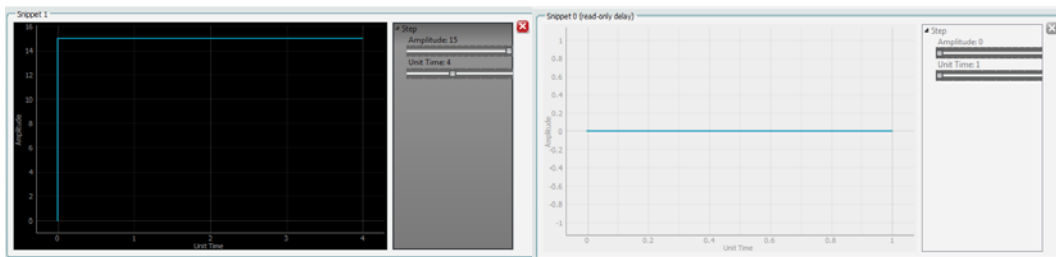 Snippet 1
16
14
12
10
8
6
4
2
0
Amplitude
0 1 2 3 4
Unit Time
Step
Amplitude: 15
Unit Time: 4
Snippet 0 (read-only delay)
1
0.8
0.6
0.4
0.2
0
-0.2
-0.4
-0.6
-0.8
-1
Amplitude
0 0.2 0.4 0.6 0.8 1
Unit Time
Step
Amplitude: 0
Unit Time: 1